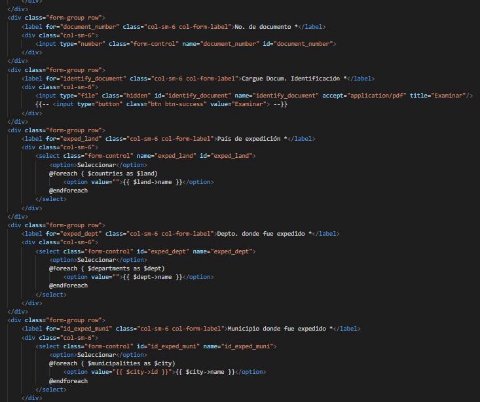 </div>
</div>
<div class="form-group row">
<label for="document_number" class="col-sm-6 col-form-label">No. de documento *</label>
<div class="col-sm-6">
<input type="number" class="form-control" name="document_number" id="document_number">
</div>
</div>
<div class="form-group row">
<label for="identify_document" class="col-sm-6 col-form-label">Cargue Docum. Identificación *</label>
<div class="col-sm-6">
<input type="file" class="hidden" id="identify_document" name="identify_document" accept="application/pdf" title="Examinar"/>
{{-- <input type="button" class="btn btn-success" value="Examinar"> --}}
</div>
</div>
<div class="form-group row">
<label for="exped_land" class="col-sm-6 col-form-label">País de expedición *</label>
<div class="col-sm-6">
<select class="form-control" name="exped_land" id="exped_land">
<option>Seleccionar</option>
@foreach ( $countries as $land)
<option value="">{{ $land->name }}</option>
@endforeach
</select>
</div>
</div>
<div class="form-group row">
<label for="exped_dept" class="col-sm-6 col-form-label">Depto. donde fue expedido *</label>
<div class="col-sm-6">
<select class="form-control" id="exped_dept" name="exped_dept">
<option>Seleccionar</option>
@foreach ( $departments as $dept)
<option value="">{{ $dept->name }}</option>
@endforeach
</select>
</div>
</div>
<div class="form-group row">
<label for="id_exped_muni" class="col-sm-6 col-form-label">Municipio donde fue expedido *</label>
<div class="col-sm-6">
<select class="form-control" id="id_exped_muni" name="id_exped_muni">
<option>Seleccionar</option>
@foreach ( $municipalities as $city)
<option value="{{ $city->id }}">{{ $city->name }}</option>
@endforeach
</select>
</div>